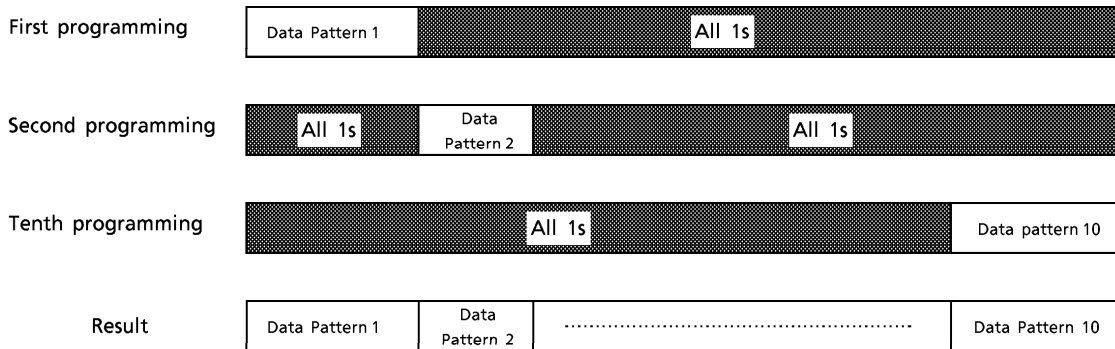 First programming
Data Pattern 1
All 1s
Second programming
All 1s
Data
Pattern 2
All 1s
Tenth programming
All 1s
Data pattern 10
Result
Data Pattern 1
Data
Pattern 2
Data Pattern 10